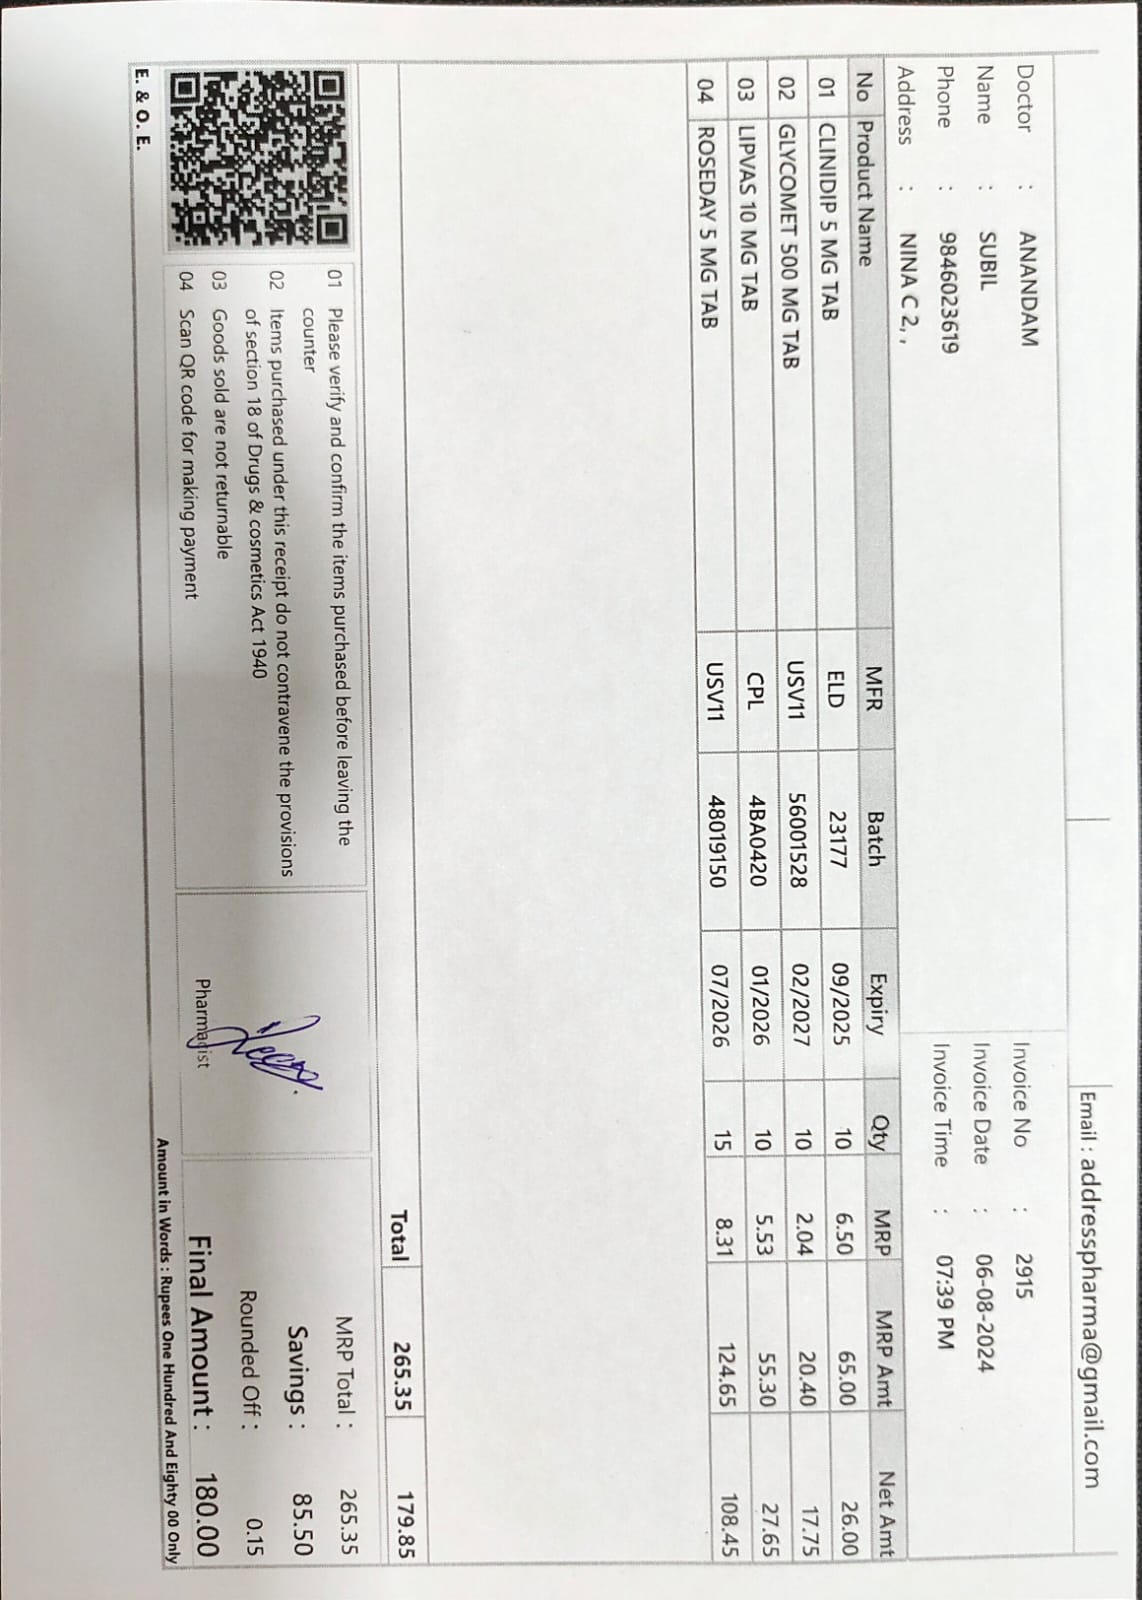 Email : addresspharma@gmail.com
Doctor : ANANDAM
Name : SUBIL
Phone : 9846023619
Address : NINA C 2, ,
Invoice No : 2915
Invoice Date : 06-08-2024
Invoice Time : 07:39 PM
No Product Name MFR Batch Expiry Qty MRP MRP Amt Net Amt
01 CLINIDIP 5 MG TAB ELD 23177 09/2025 10 6.50 65.00 26.00
02 GLYCOMET 500 MG TAB USV11 56001528 02/2027 10 2.04 20.40 17.75
03 LIPVAS 10 MG TAB CPL 4BA0420 01/2026 10 5.53 55.30 27.65
04 ROSEDAY 5 MG TAB USV11 48019150 07/2026 15 8.31 124.65 108.45
Total 265.35 179.85
01 Please verify and confirm the items purchased before leaving the
counter
02 Items purchased under this receipt do not contravene the provisions
of section 18 of Drugs & cosmetics Act 1940
03 Goods sold are not returnable
04 Scan QR code for making payment
E. & O. E.
Pharmacist
MRP Total : 265.35
Savings : 85.50
Rounded Off : 0.15
Final Amount : 180.00
Amount in Words : Rupees One Hundred And Eighty 00 Only